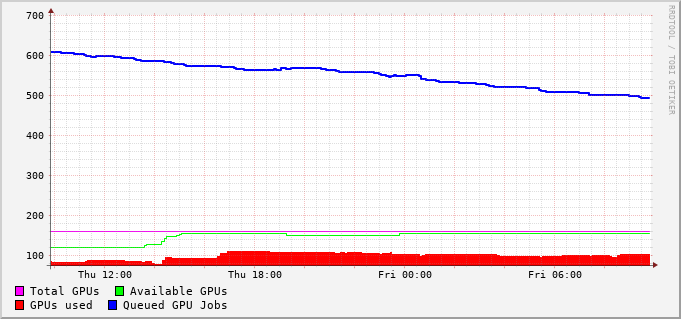 700
600
500
400
300
200
100
Thu 12:00 Thu 18:00 Fri 00:00 Fri 06:00
Total GPUs Available GPUs
GPUs used Queued GPU Jobs
RRDTOOL / TOBI OETIKER